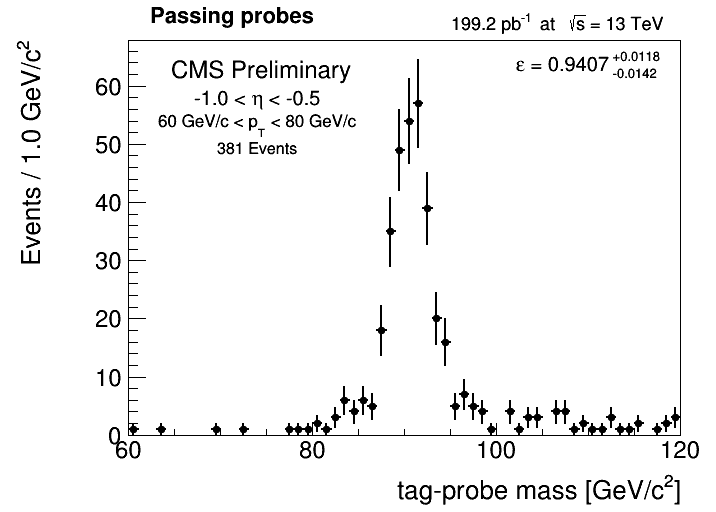 Passing probes
199.2 pb⁻¹ at √s = 13 TeV
CMS Preliminary
ε = 0.9407 +0.0118 -0.0142
-1.0 < η < -0.5
60 GeV/c < p_T < 80 GeV/c
381 Events
Events / 1.0 GeV/c²
60
50
40
30
20
10
0
60 80 100 120
tag-probe mass [GeV/c²]